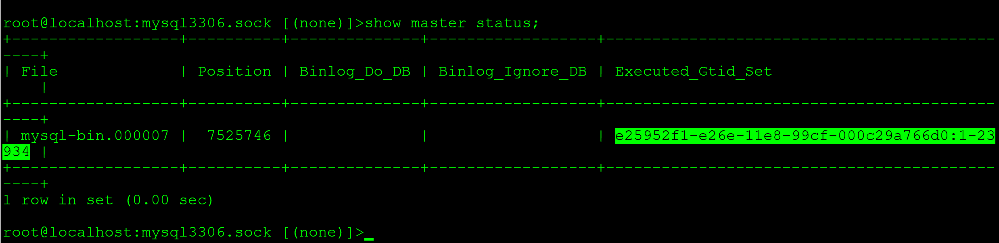 root@localhost:mysql3306.sock [(none)]>show master status;
+------------------+----------+--------------+------------------+------------------------------------------
----+
| File             | Position | Binlog_Do_DB | Binlog_Ignore_DB | Executed_Gtid_Set
    |
+------------------+----------+--------------+------------------+------------------------------------------
----+
| mysql-bin.000007 |  7525746 |              |                  | e25952f1-e26e-11e8-99cf-000c29a766d0:1-23
934 |
+------------------+----------+--------------+------------------+------------------------------------------
----+
1 row in set (0.00 sec)
root@localhost:mysql3306.sock [(none)]>_